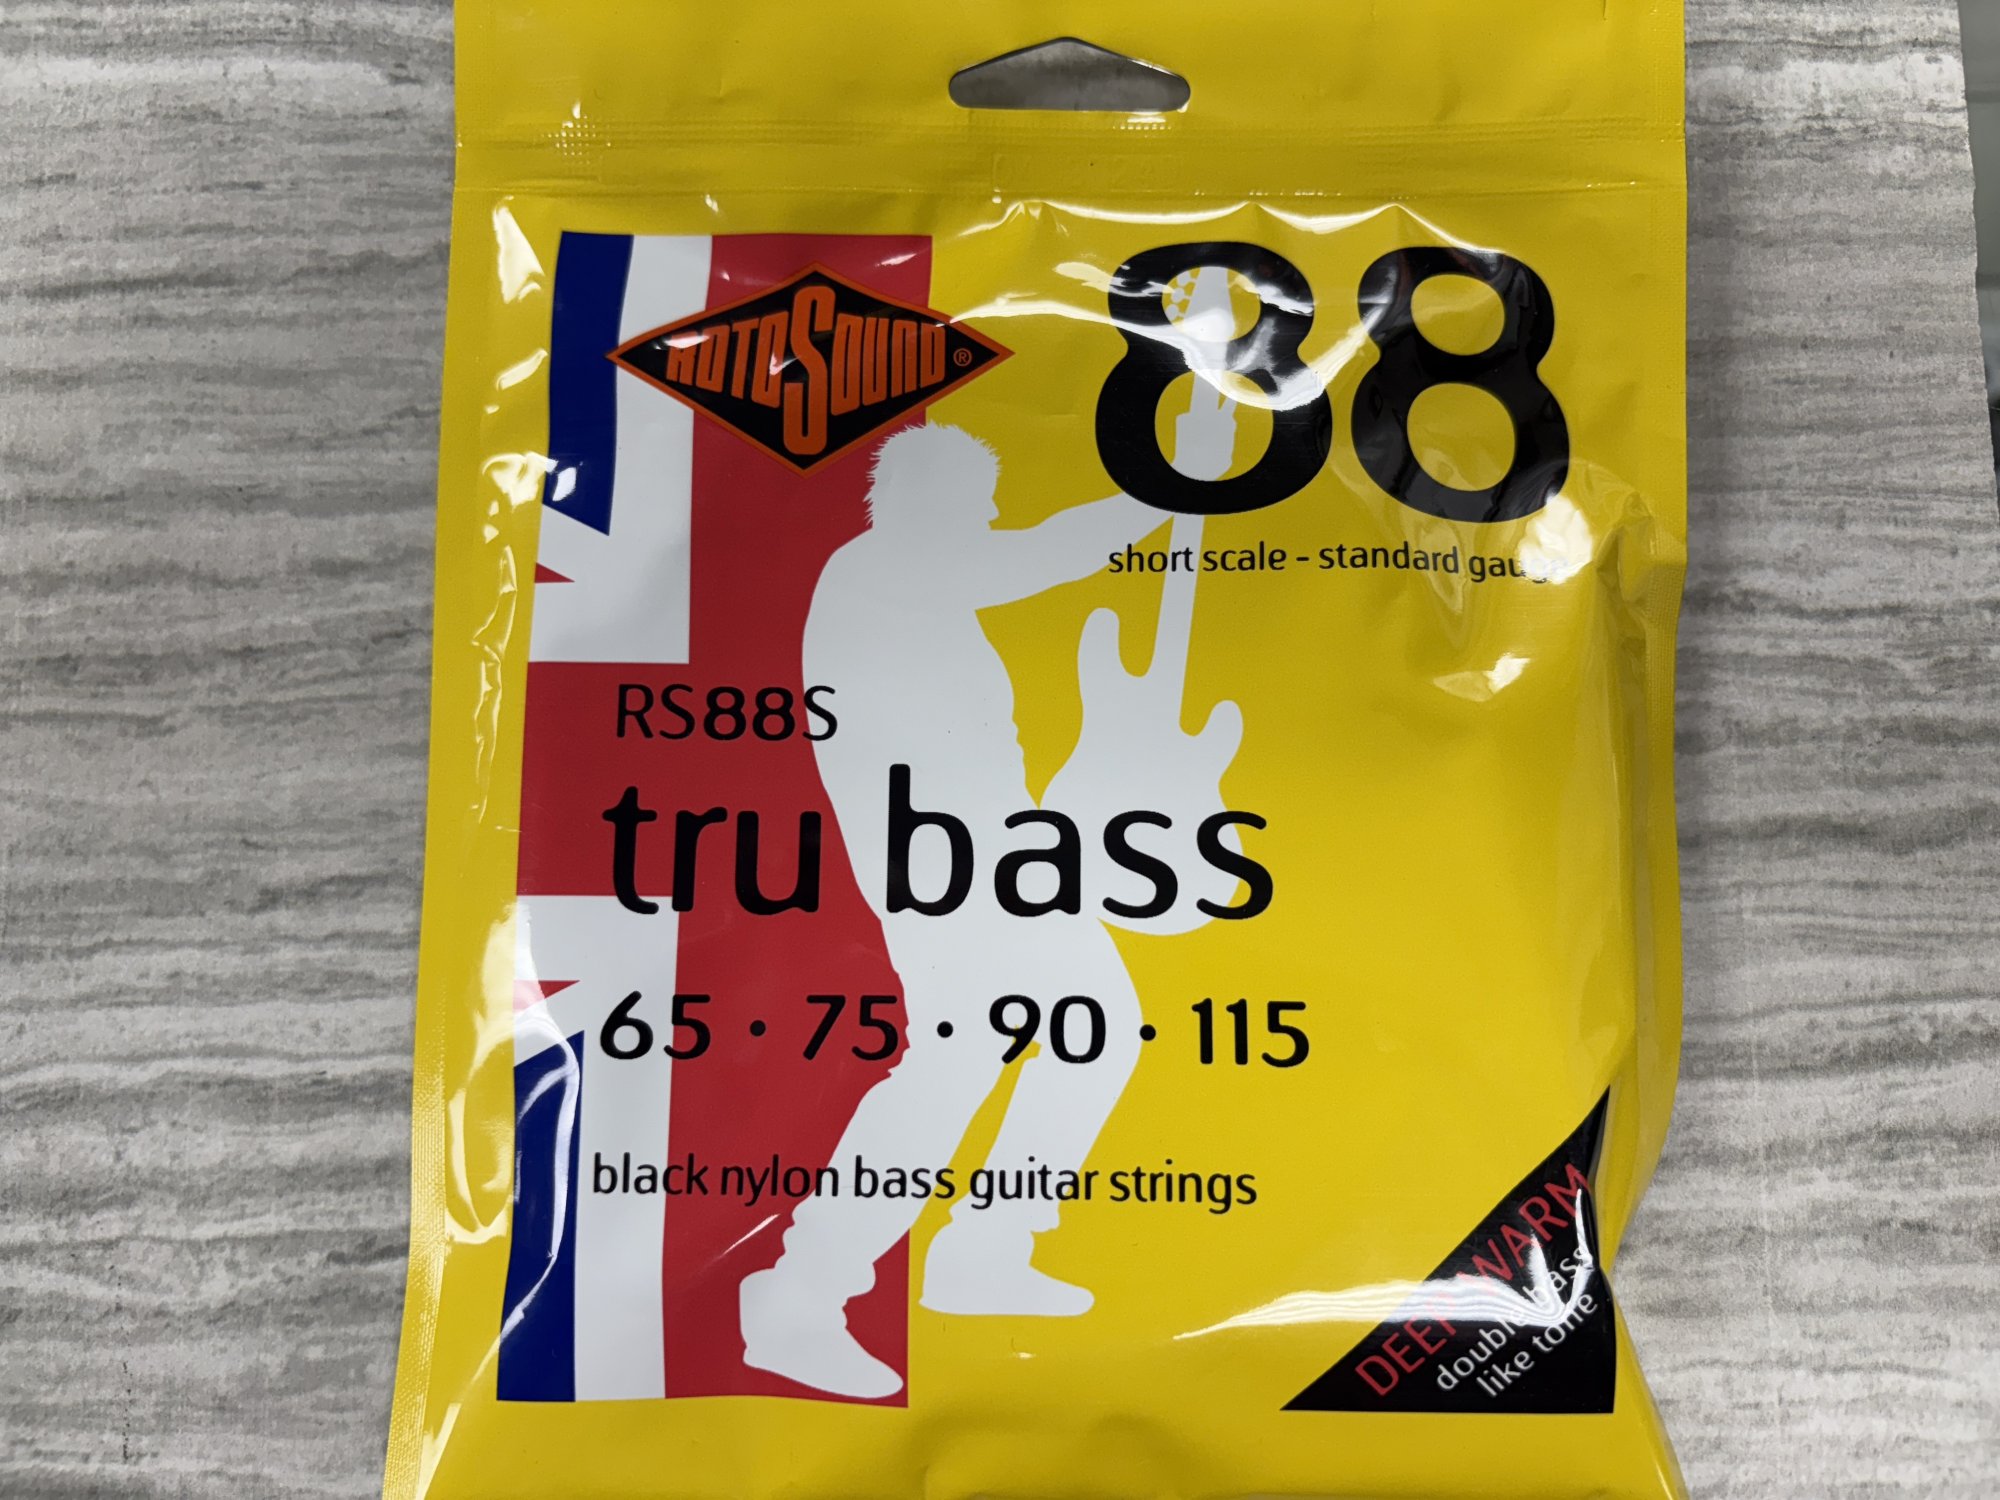 ROTOSOUND®
88
short scale - standard gauge
RS88S
tru bass
65 • 75 • 90 • 115
black nylon bass guitar strings
DEEP WARM
double bass
like tone